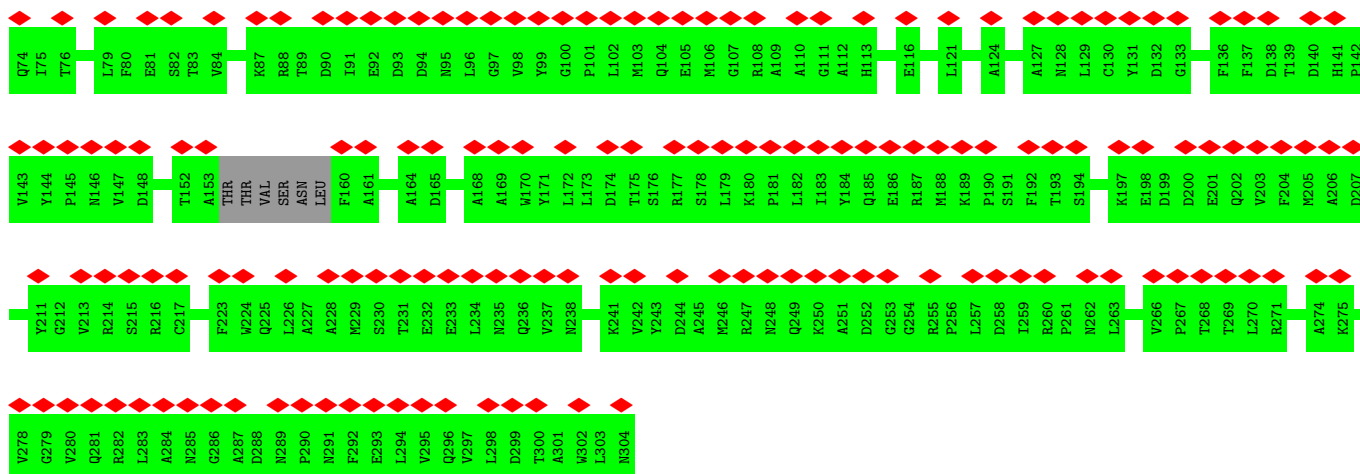 Q74 I75 T76 L79 F80 E81 S82 T83 V84 K87 R88 T89 D90 I91 E92 D93 D94 N95 L96 G97 V98 Y99 G100 P101 L102 M103 Q104 E105 M106 G107 R108 A109 A110 G111 A112 H113 E116 L121 A124 A127 N128 L129 C130 Y131 D132 G133 F136 F137 D138 T139 D140 H141 P142
V143 Y144 P145 N146 V147 D148 T152 A153 THR THR VAL SER ASN LEU F160 A161 A164 D165 A168 A169 W170 Y171 L172 L173 D174 T175 S176 R177 S178 L179 K180 P181 L182 I183 Y184 Q185 E186 R187 M188 K189 P190 S191 F192 T193 S194 K197 E198 D199 D200 E201 Q202 V203 F204 M205 A206 D207
Y211 G212 V213 R214 S215 R216 C217 F223 W224 Q225 L226 A227 A228 M229 S230 T231 E232 E233 L234 N235 Q236 V237 N238 K241 V242 Y243 D244 A245 M246 R247 N248 Q249 K250 A251 D252 G253 G254 R255 P256 L257 D258 I259 R260 P261 N262 L263 V266 P267 T268 T269 L270 R271 A274 K275
V278 G279 V280 Q281 R282 L283 A284 N285 G286 A287 D288 N289 P290 N291 F292 E293 L294 V295 Q296 V297 L298 D299 T300 A301 W302 L303 N304